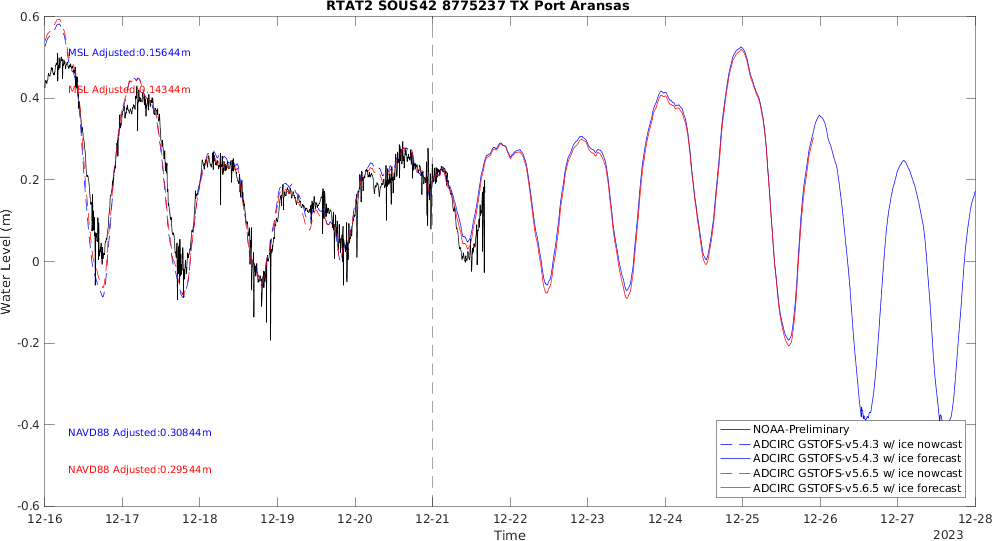 RTAT2 SOUS42 8775237 TX Port Aransas
0.6
0.4
0.2
0
-0.2
-0.4
-0.6
Water Level (m)
MSL Adjusted:0.15644m
MSL Adjusted:0.14344m
NAVD88 Adjusted:0.30844m
NAVD88 Adjusted:0.29544m
NOAA-Preliminary
ADCIRC GSTOFS-v5.4.3 w/ ice nowcast
ADCIRC GSTOFS-v5.4.3 w/ ice forecast
ADCIRC GSTOFS-v5.6.5 w/ ice nowcast
ADCIRC GSTOFS-v5.6.5 w/ ice forecast
12-16 12-17 12-18 12-19 12-20 12-21 12-22 12-23 12-24 12-25 12-26 12-27 12-28
Time
2023